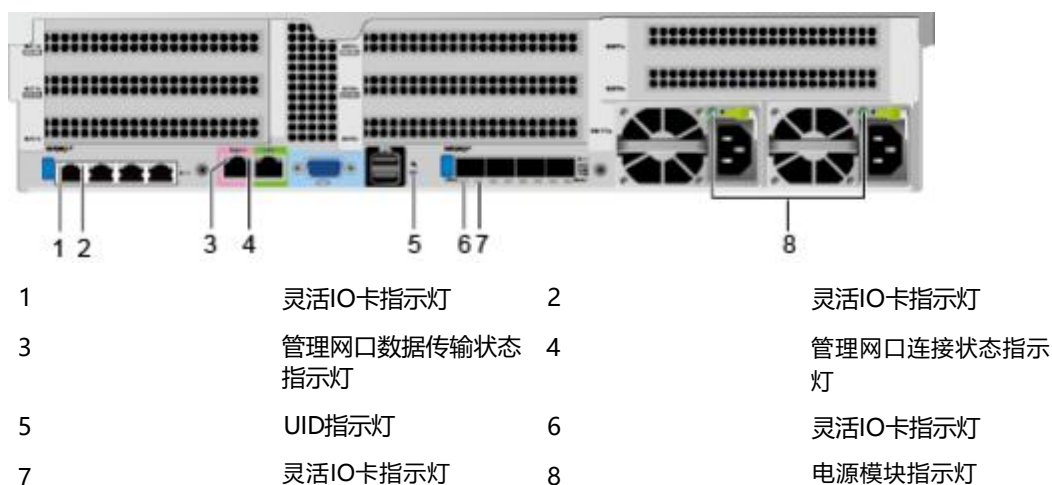 1 2 3 4 5 6 7 8
1 灵活IO卡指示灯 2 灵活IO卡指示灯
3 管理网口数据传输状态 4 管理网口连接状态指示
指示灯 灯
5 UID指示灯 6 灵活IO卡指示灯
7 灵活IO卡指示灯 8 电源模块指示灯